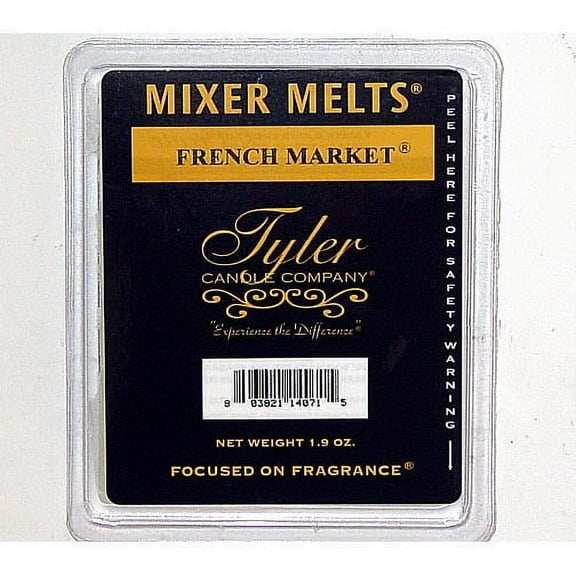 MIXER MELTS®
FRENCH MARKET®
Tyler
CANDLE COMPANY®
"Experience the Difference"®
8 03921 14071 5
NET WEIGHT 1.9 OZ.
FOCUSED ON FRAGRANCE®
PEEL HERE FOR SAFETY WARNING